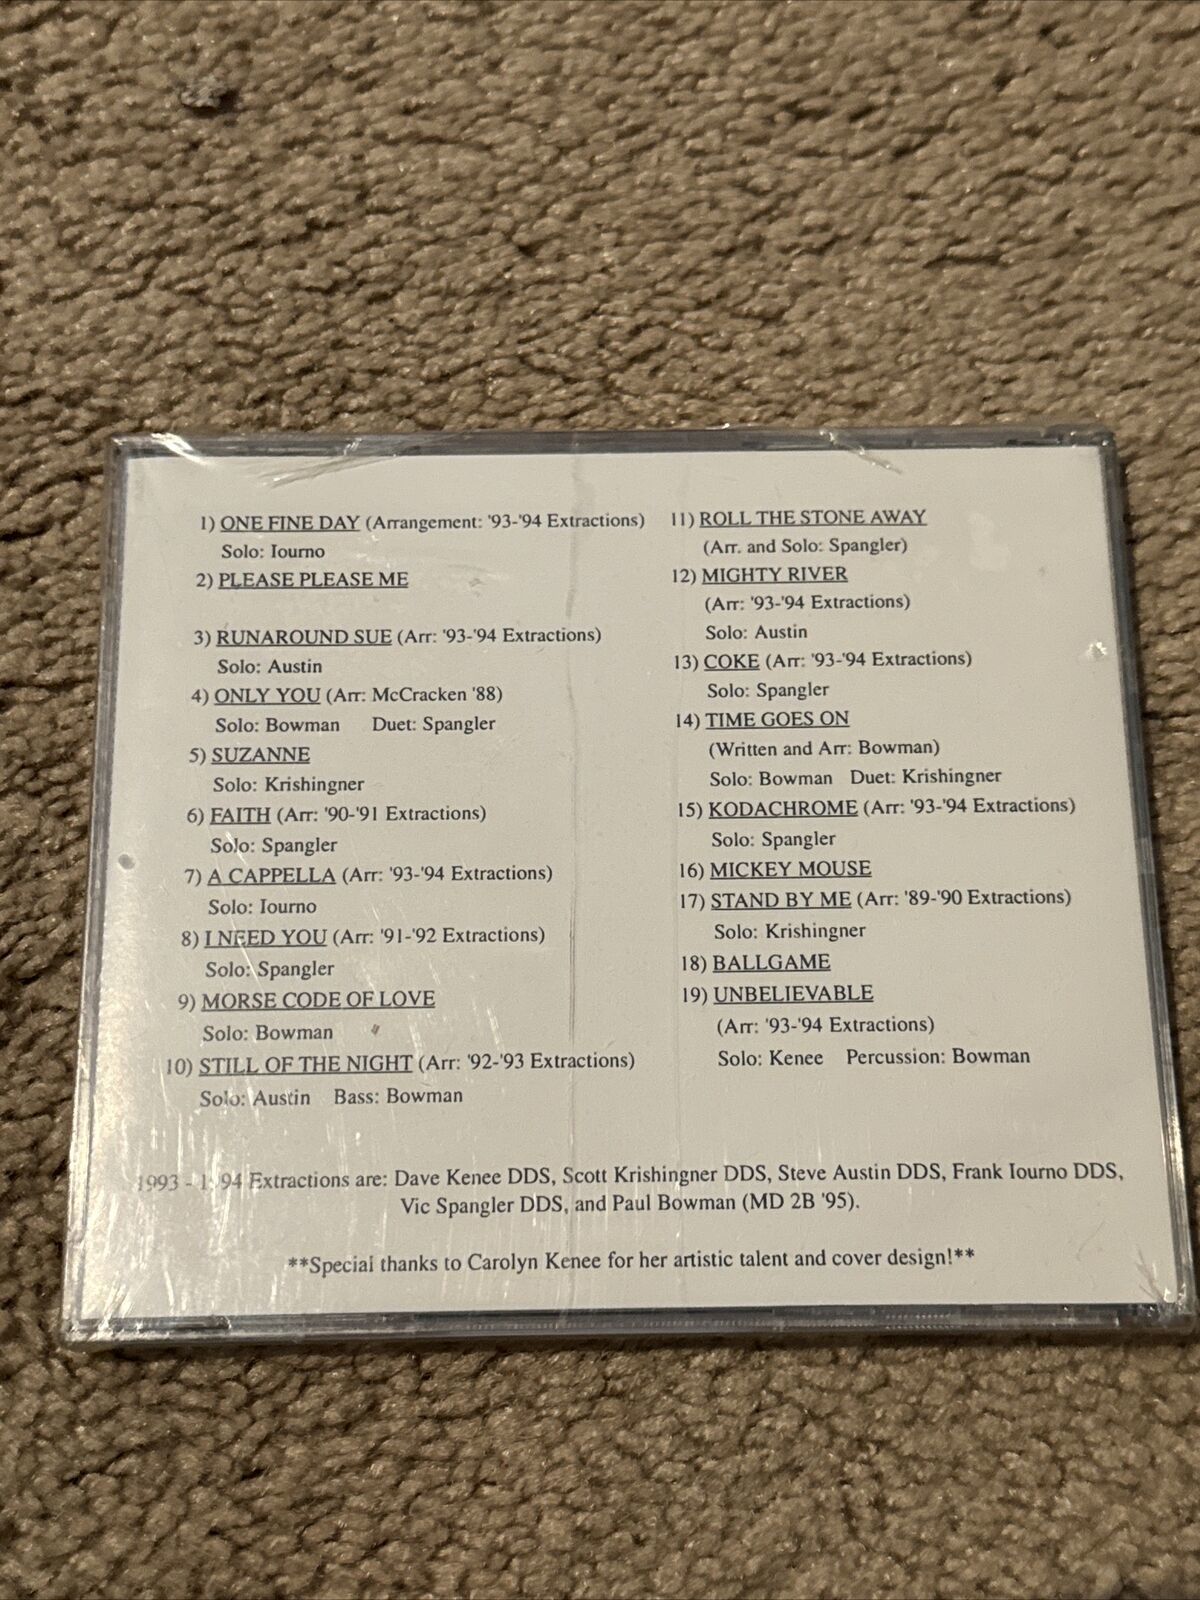 1) ONE FINE DAY (Arrangement: '93-'94 Extractions)
Solo: Iourno
2) PLEASE PLEASE ME
3) RUNAROUND SUE (Arr: '93-'94 Extractions)
Solo: Austin
4) ONLY YOU (Arr: McCracken '88)
Solo: Bowman Duet: Spangler
5) SUZANNE
Solo: Krishingner
6) FAITH (Arr: '90-'91 Extractions)
Solo: Spangler
7) A CAPPELLA (Arr: '93-'94 Extractions)
Solo: Iourno
8) I NEED YOU (Arr: '91-'92 Extractions)
Solo: Spangler
9) MORSE CODE OF LOVE
Solo: Bowman
10) STILL OF THE NIGHT (Arr: '92-'93 Extractions)
Solo: Austin Bass: Bowman
11) ROLL THE STONE AWAY
(Arr. and Solo: Spangler)
12) MIGHTY RIVER
(Arr: '93-'94 Extractions)
Solo: Austin
13) COKE (Arr: '93-'94 Extractions)
Solo: Spangler
14) TIME GOES ON
(Written and Arr: Bowman)
Solo: Bowman Duet: Krishingner
15) KODACHROME (Arr: '93-'94 Extractions)
Solo: Spangler
16) MICKEY MOUSE
17) STAND BY ME (Arr: '89-'90 Extractions)
Solo: Krishingner
18) BALLGAME
19) UNBELIEVABLE
(Arr: '93-'94 Extractions)
Solo: Kenee Percussion: Bowman
1993 - 1994 Extractions are: Dave Kenee DDS, Scott Krishingner DDS, Steve Austin DDS, Frank Iourno DDS,
Vic Spangler DDS, and Paul Bowman (MD 2B '95).
**Special thanks to Carolyn Kenee for her artistic talent and cover design!**